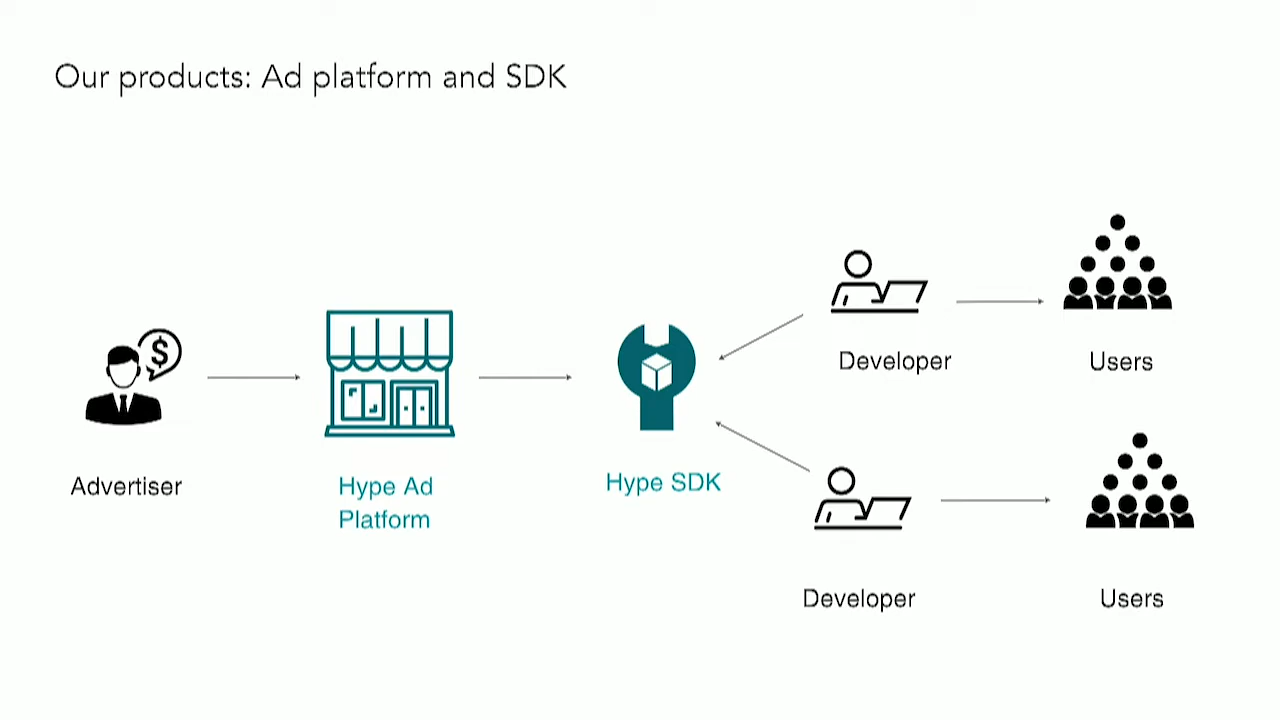 Our products: Ad platform and SDK
$
Developer
Users
Advertiser
Hype Ad
Platform
Hype SDK
Developer
Users